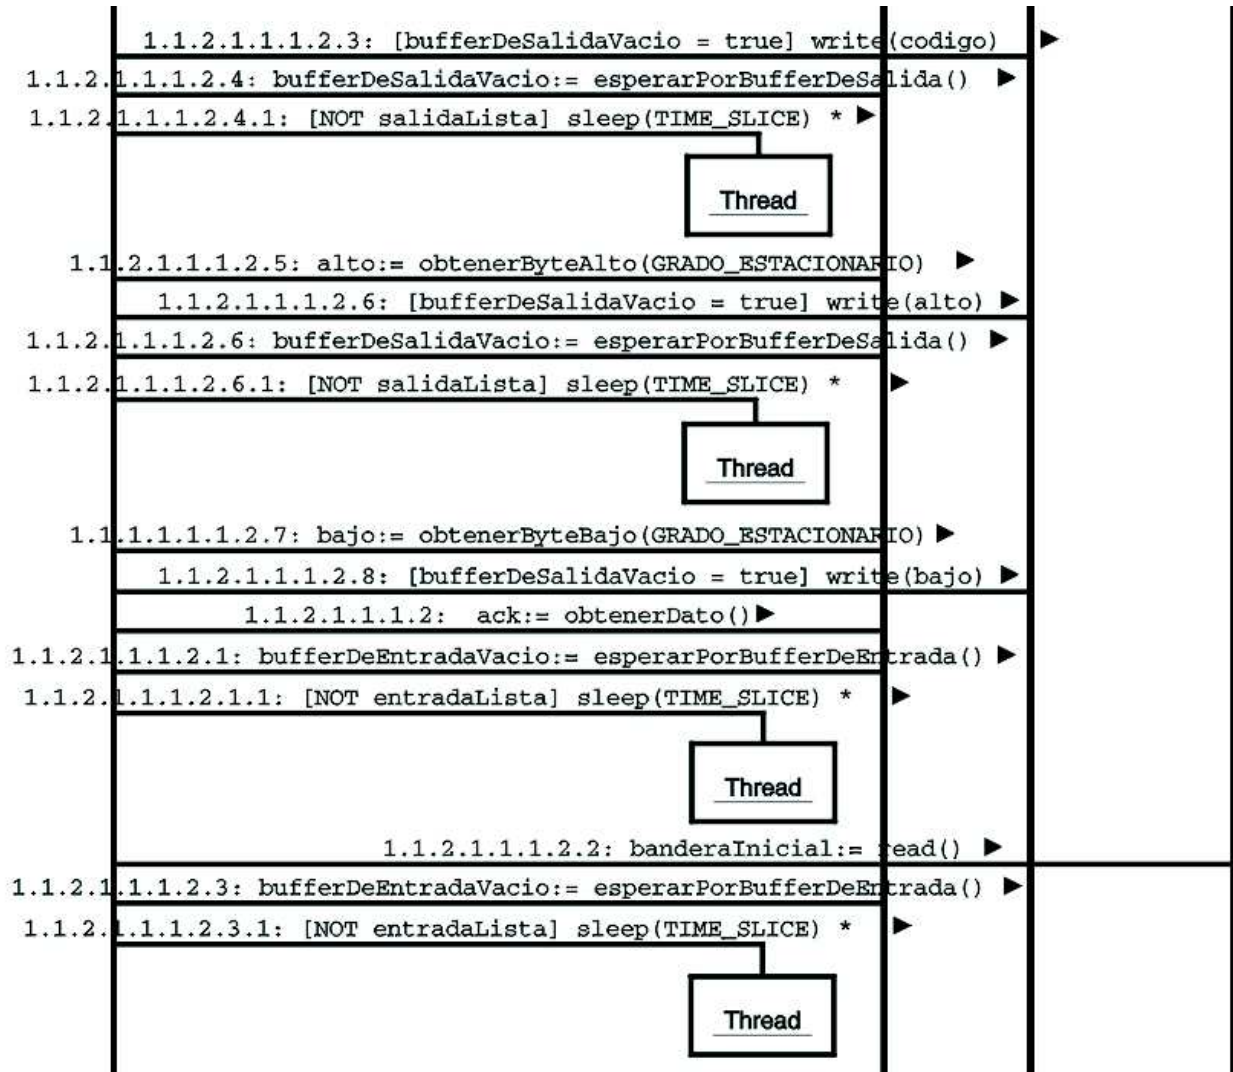 1.1.2.1.1.1.2.3: [bufferDeSalidaVacio = true] write(codigo)
1.1.2.1.1.1.2.4: bufferDeSalidaVacio:= esperarPorBufferDeSalida()
1.1.2.1.1.1.2.4.1: [NOT salidaLista] sleep(TIME_SLICE) *
Thread
1.1.2.1.1.1.2.5: alto:= obtenerByteAlto(GRADO_ESTACIONARIO)
1.1.2.1.1.1.2.6: [bufferDeSalidaVacio = true] write(alto)
1.1.2.1.1.1.2.6: bufferDeSalidaVacio:= esperarPorBufferDeSalida()
1.1.2.1.1.1.2.6.1: [NOT salidaLista] sleep(TIME_SLICE) *
Thread
1.1.1.1.1.1.2.7: bajo:= obtenerByteBajo(GRADO_ESTACIONARIO)
1.1.2.1.1.1.2.8: [bufferDeSalidaVacio = true] write(bajo)
1.1.2.1.1.1.2: ack:= obtenerDato()
1.1.2.1.1.1.2.1: bufferDeEntradaVacio:= esperarPorBufferDeEntrada()
1.1.2.1.1.1.2.1.1: [NOT entradaLista] sleep(TIME_SLICE) *
Thread
1.1.2.1.1.1.2.2: banderaInicial:= read()
1.1.2.1.1.1.2.3: bufferDeEntradaVacio:= esperarPorBufferDeEntrada()
1.1.2.1.1.1.2.3.1: [NOT entradaLista] sleep(TIME_SLICE) *
Thread